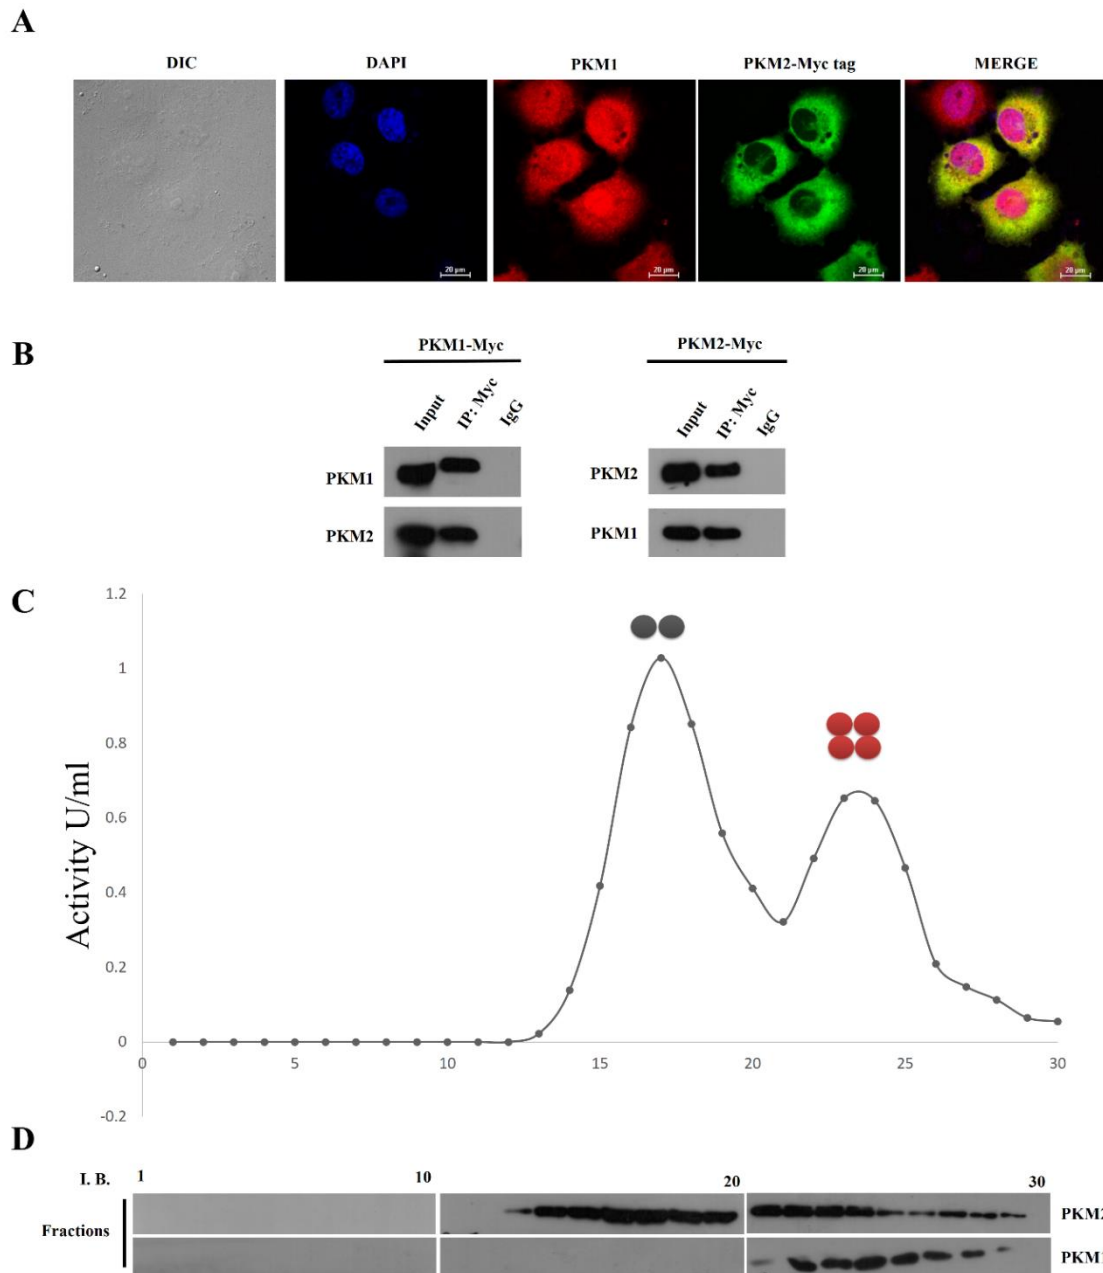 A
DIC DAPI PKM1 PKM2-Myc tag MERGE
20 µm 20 µm 20 µm 20 µm
B
PKM1-Myc PKM2-Myc
Input IP: Myc IgG Input IP: Myc IgG
PKM1 PKM2
PKM2 PKM1
C
Activity U/ml
1.2
1
0.8
0.6
0.4
0.2
0
-0.2
0 5 10 15 20 25 30
D
I. B. 1 10 20 30
Fractions
PKM2
PKM1